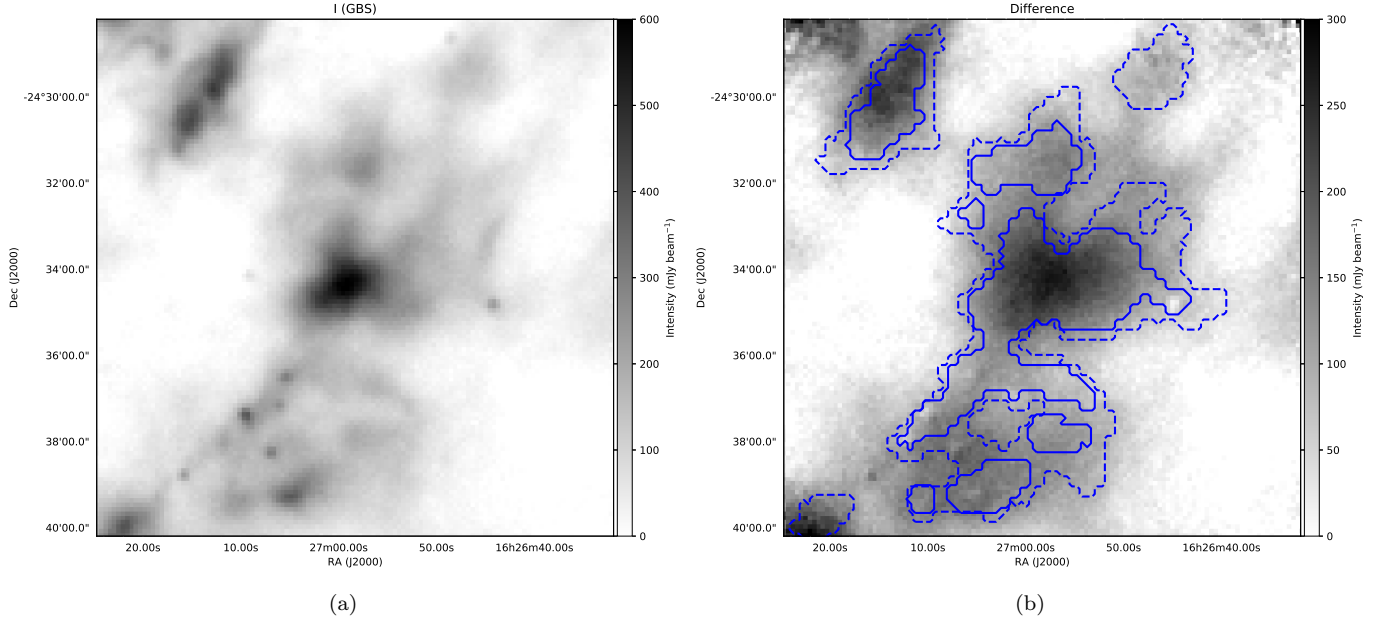 I (GBS)
600
500
400
300
200
100
0
Intensity (mJy beam⁻¹)
-24°30'00.0"
32'00.0"
34'00.0"
36'00.0"
38'00.0"
40'00.0"
Dec (J2000)
20.00s 10.00s 27m00.00s 50.00s 16h26m40.00s
RA (J2000)
(a)
Difference
300
250
200
150
100
50
0
Intensity (mJy beam⁻¹)
-24°30'00.0"
32'00.0"
34'00.0"
36'00.0"
38'00.0"
40'00.0"
Dec (J2000)
20.00s 10.00s 27m00.00s 50.00s 16h26m40.00s
RA (J2000)
(b)